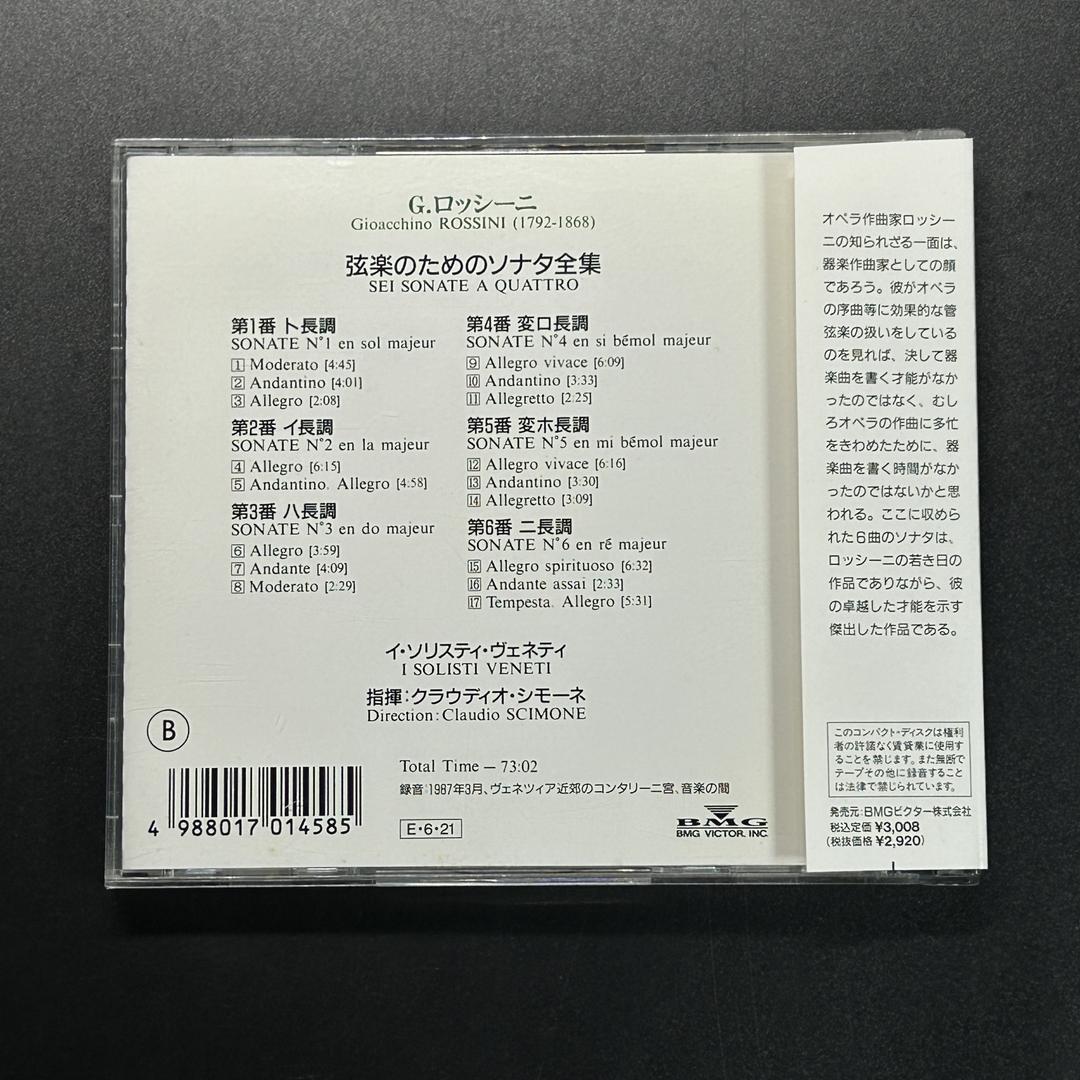 G.ロッシーニ
Gioacchino ROSSINI (1792-1868)
弦楽のためのソナタ全集
SEI SONATE A QUATTRO
第1番 ト長調
SONATE N°1 en sol majeur
1 Moderato [4:45]
2 Andantino [4:01]
3 Allegro [2:08]
第2番 イ長調
SONATE N°2 en la majeur
4 Allegro [6:15]
5 Andantino. Allegro [4:58]
第3番 ハ長調
SONATE N°3 en do majeur
6 Allegro [3:59]
7 Andante [4:09]
8 Moderato [2:29]
第4番 変ロ長調
SONATE N°4 en si bémol majeur
9 Allegro vivace [6:09]
10 Andantino [3:33]
11 Allegretto [2:25]
第5番 変ホ長調
SONATE N°5 en mi bémol majeur
12 Allegro vivace [6:16]
13 Andantino [3:30]
14 Allegretto [3:09]
第6番 ニ長調
SONATE N°6 en ré majeur
15 Allegro spirituoso [6:32]
16 Andante assai [2:33]
17 Tempesta. Allegro [5:31]
イ・ソリスティ・ヴェネティ
I SOLISTI VENETI
指揮:クラウディオ・シモーネ
Direction: Claudio SCIMONE
B
Total Time — 73:02
録音:1987年3月、ヴェネツィア近郊のコンタリーニ宮、音楽の間
4 988017 014585
E・6・21
BMG
BMG VICTOR, INC.
オペラ作曲家ロッシー
ニの知られざる一面は、
器楽作曲家としての顔
であろう。彼がオペラ
の序曲等に効果的な管
弦楽の扱いをしている
のを見れば、決して器
楽曲を書く才能がなか
ったのではなく、むし
ろオペラの作曲に多忙
をきわめたために、器
楽曲を書く時間がなか
ったのではないかと思
われる。ここに収めら
れた6曲のソナタは、
ロッシーニの若き日の
作品でありながら、彼
の卓越した才能を示す
傑出した作品である。
このコンパクト・ディスクは権利
者の許諾なく賃貸業に使用す
ることを禁じます。また無断で
テープその他に録音すること
は法律で禁じられています。
発売元:BMGビクター株式会社
税込定価 ¥3,008
(税抜価格 ¥2,920)